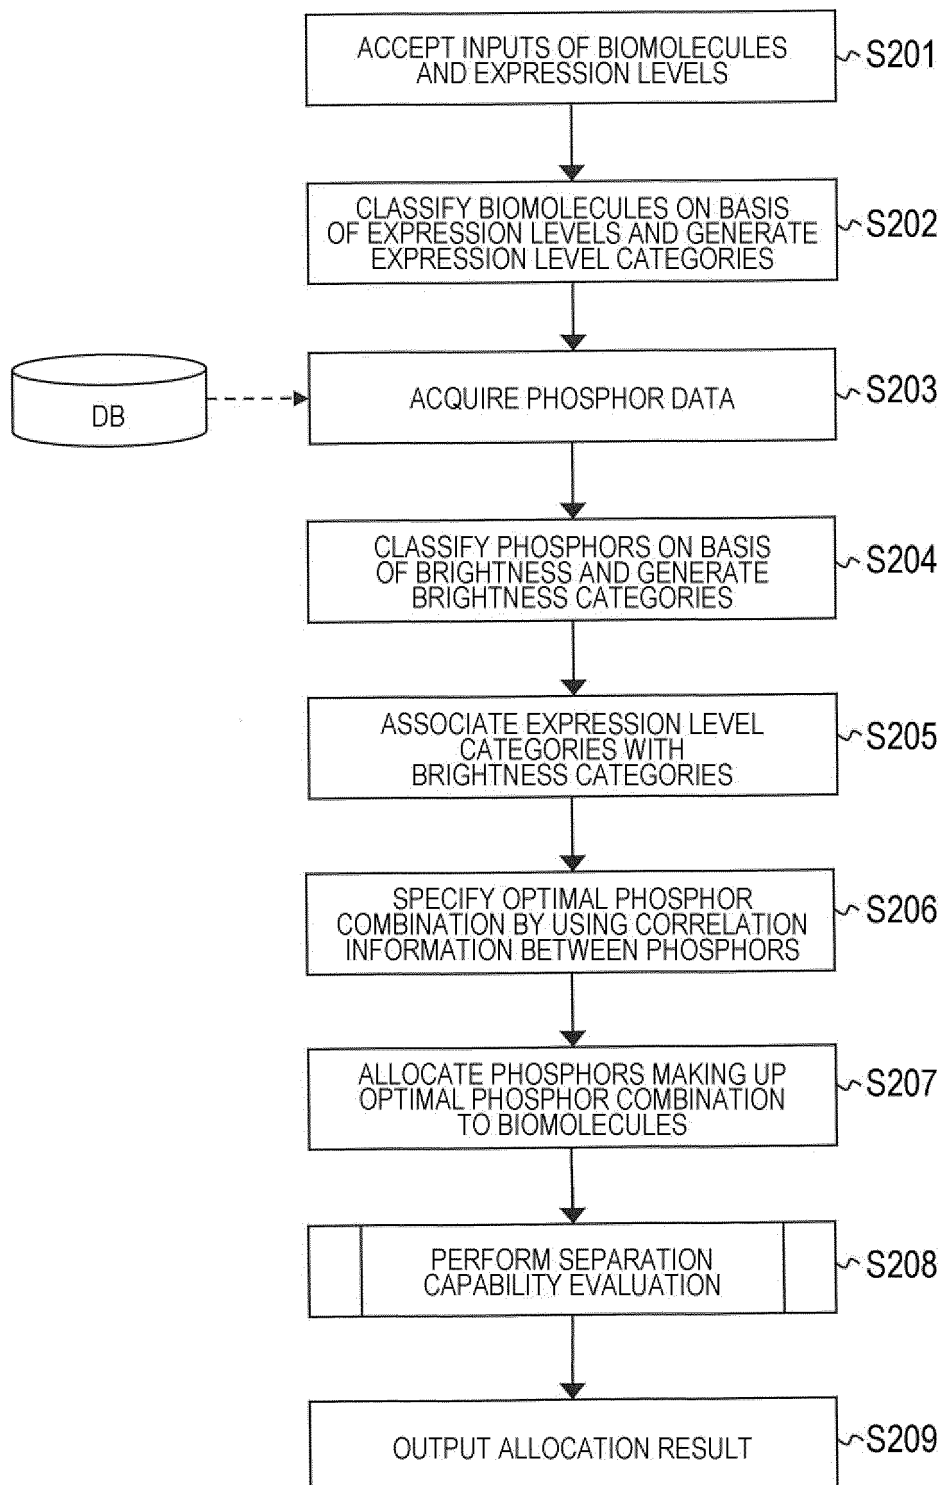 ACCEPT INPUTS OF BIOMOLECULES
AND EXPRESSION LEVELS
S201
CLASSIFY BIOMOLECULES ON BASIS
OF EXPRESSION LEVELS AND GENERATE
EXPRESSION LEVEL CATEGORIES
S202
DB
ACQUIRE PHOSPHOR DATA
S203
CLASSIFY PHOSPHORS ON BASIS
OF BRIGHTNESS AND GENERATE
BRIGHTNESS CATEGORIES
S204
ASSOCIATE EXPRESSION LEVEL
CATEGORIES WITH
BRIGHTNESS CATEGORIES
S205
SPECIFY OPTIMAL PHOSPHOR
COMBINATION BY USING CORRELATION
INFORMATION BETWEEN PHOSPHORS
S206
ALLOCATE PHOSPHORS MAKING UP
OPTIMAL PHOSPHOR COMBINATION
TO BIOMOLECULES
S207
PERFORM SEPARATION
CAPABILITY EVALUATION
S208
OUTPUT ALLOCATION RESULT
S209